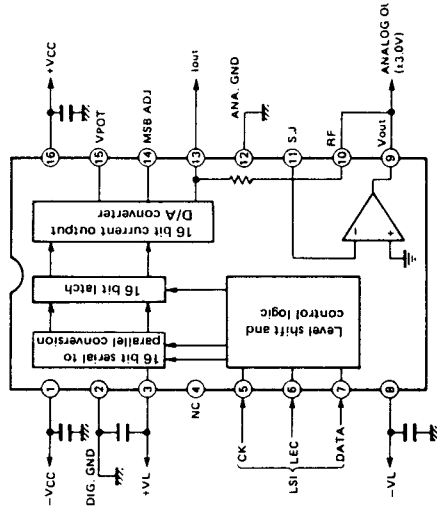 +VCC
16
VPOT
15
MSB ADJ
14
Iout
13
ANA. GND
12
SJ
11
RF
10
ANALOG OU
(±3.0V)
Vout
9
16 bit current output
D/A converter
16 bit latch
16 bit serial to
parallel conversion
Level shift and
control logic
−
+
1
−VCC
2
DIG. GND
3
+VL
4
NC
5
CK
6
LSI
LEC
7
DATA
8
−VL